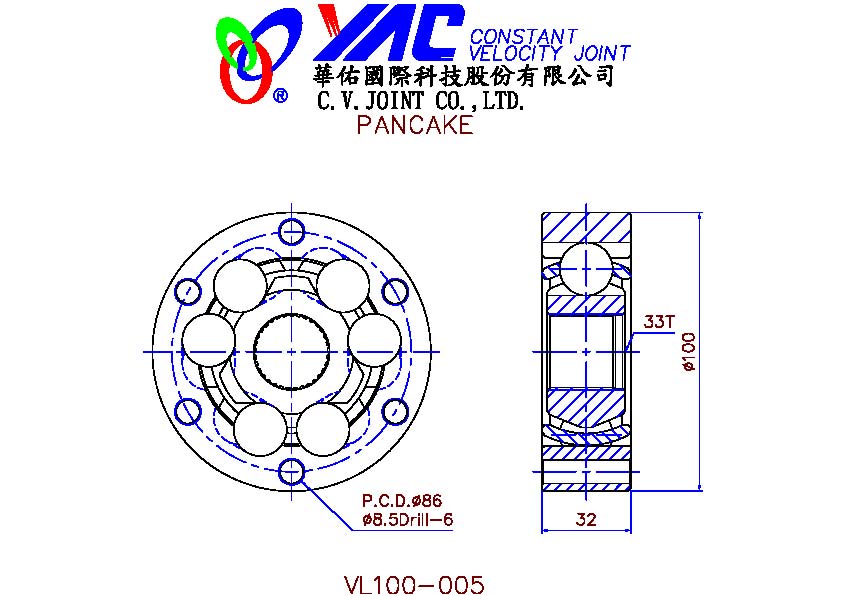 YAC CONSTANT
VELOCITY JOINT
®
華佑國際科技股份有限公司
C.V.JOINT CO.,LTD.
PANCAKE
33T
ø100
P.C.D.ø86
ø8.5Drill-6
32
VL100-005